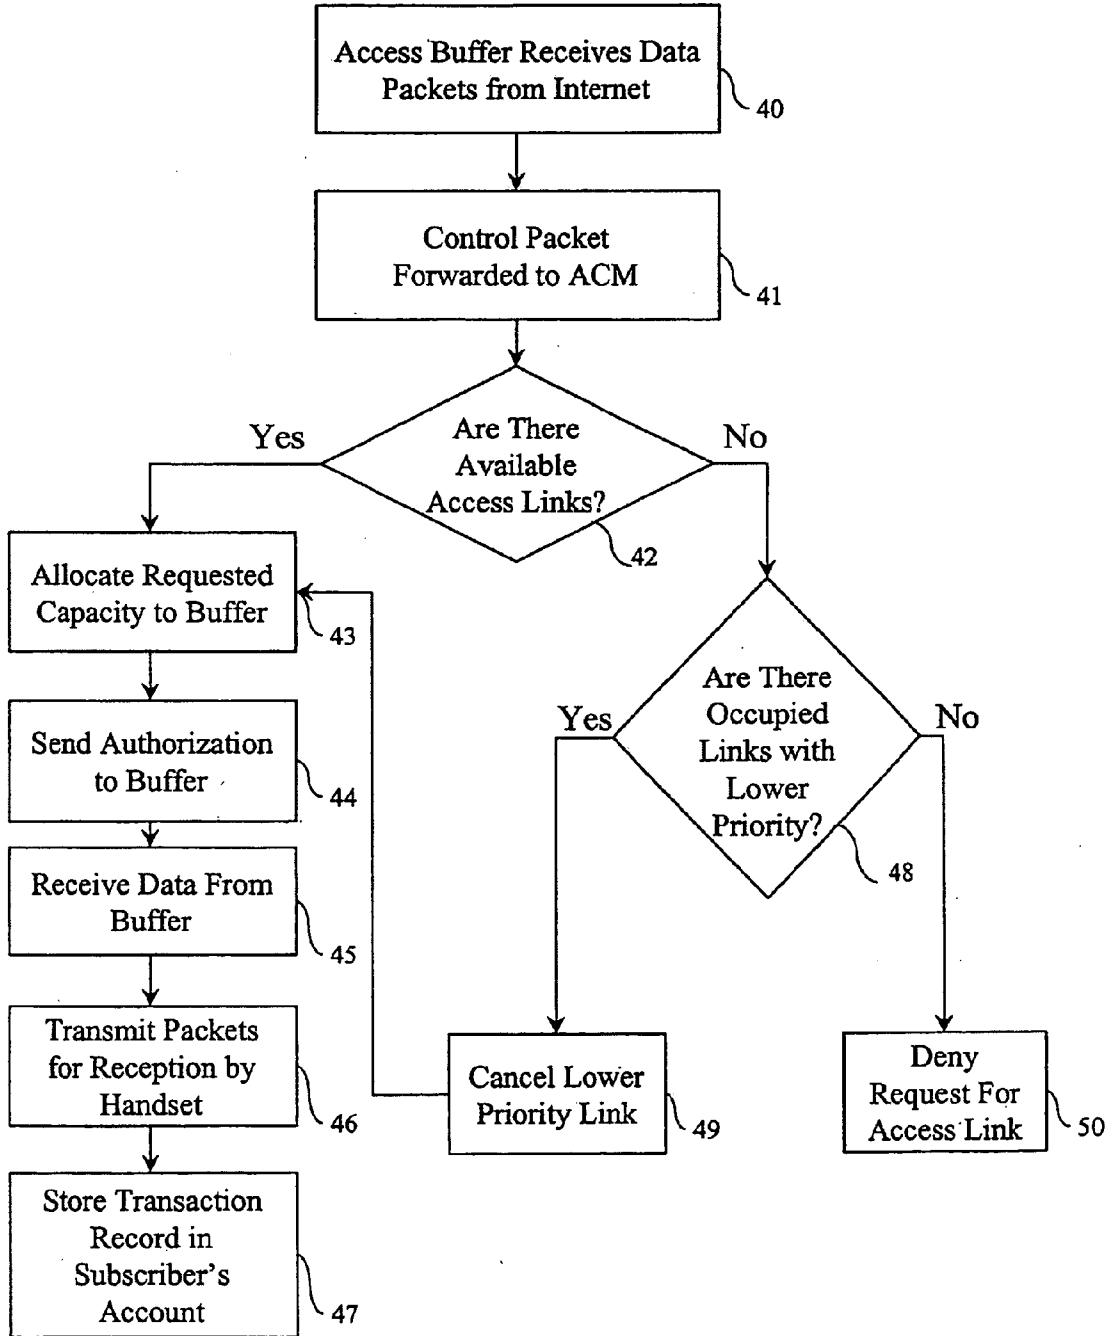 Access Buffer Receives Data
Packets from Internet
40
Control Packet
Forwarded to ACM
41
Are There
Available
Access Links?
42
Yes
No
Allocate Requested
Capacity to Buffer
43
Send Authorization
to Buffer
44
Receive Data From
Buffer
45
Transmit Packets
for Reception by
Handset
46
Store Transaction
Record in
Subscriber's
Account
47
Are There
Occupied
Links with
Lower
Priority?
48
Yes
No
Cancel Lower
Priority Link
49
Deny
Request For
Access Link
50